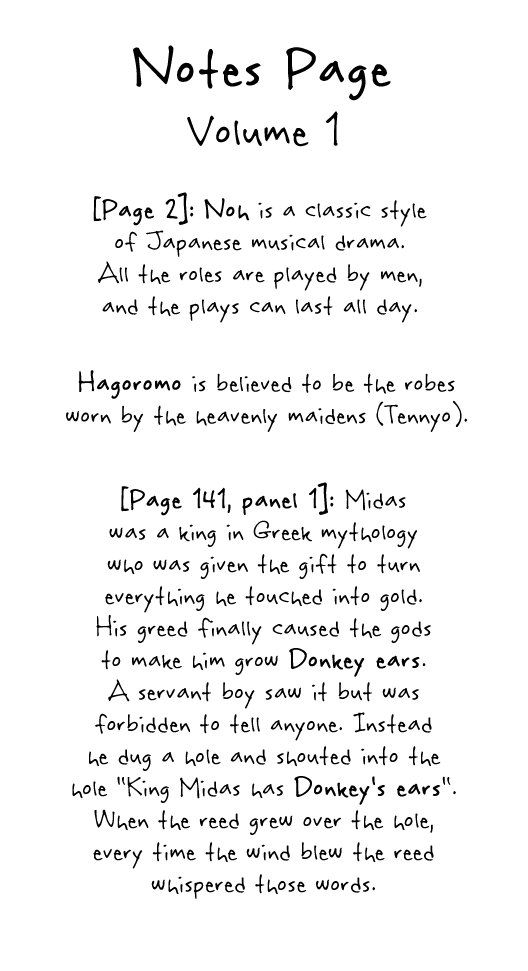 Notes Page
Volume 1
[Page 2]: Noh is a classic style
of Japanese musical drama.
All the roles are played by men,
and the plays can last all day.
Hagoromo is believed to be the robes
worn by the heavenly maidens (Tennyo).
[Page 141, panel 1]: Midas
was a king in Greek mythology
who was given the gift to turn
everything he touched into gold.
His greed finally caused the gods
to make him grow Donkey ears.
A servant boy saw it but was
forbidden to tell anyone. Instead
he dug a hole and shouted into the
hole "King Midas has Donkey's ears".
When the reed grew over the hole,
every time the wind blew the reed
whispered those words.